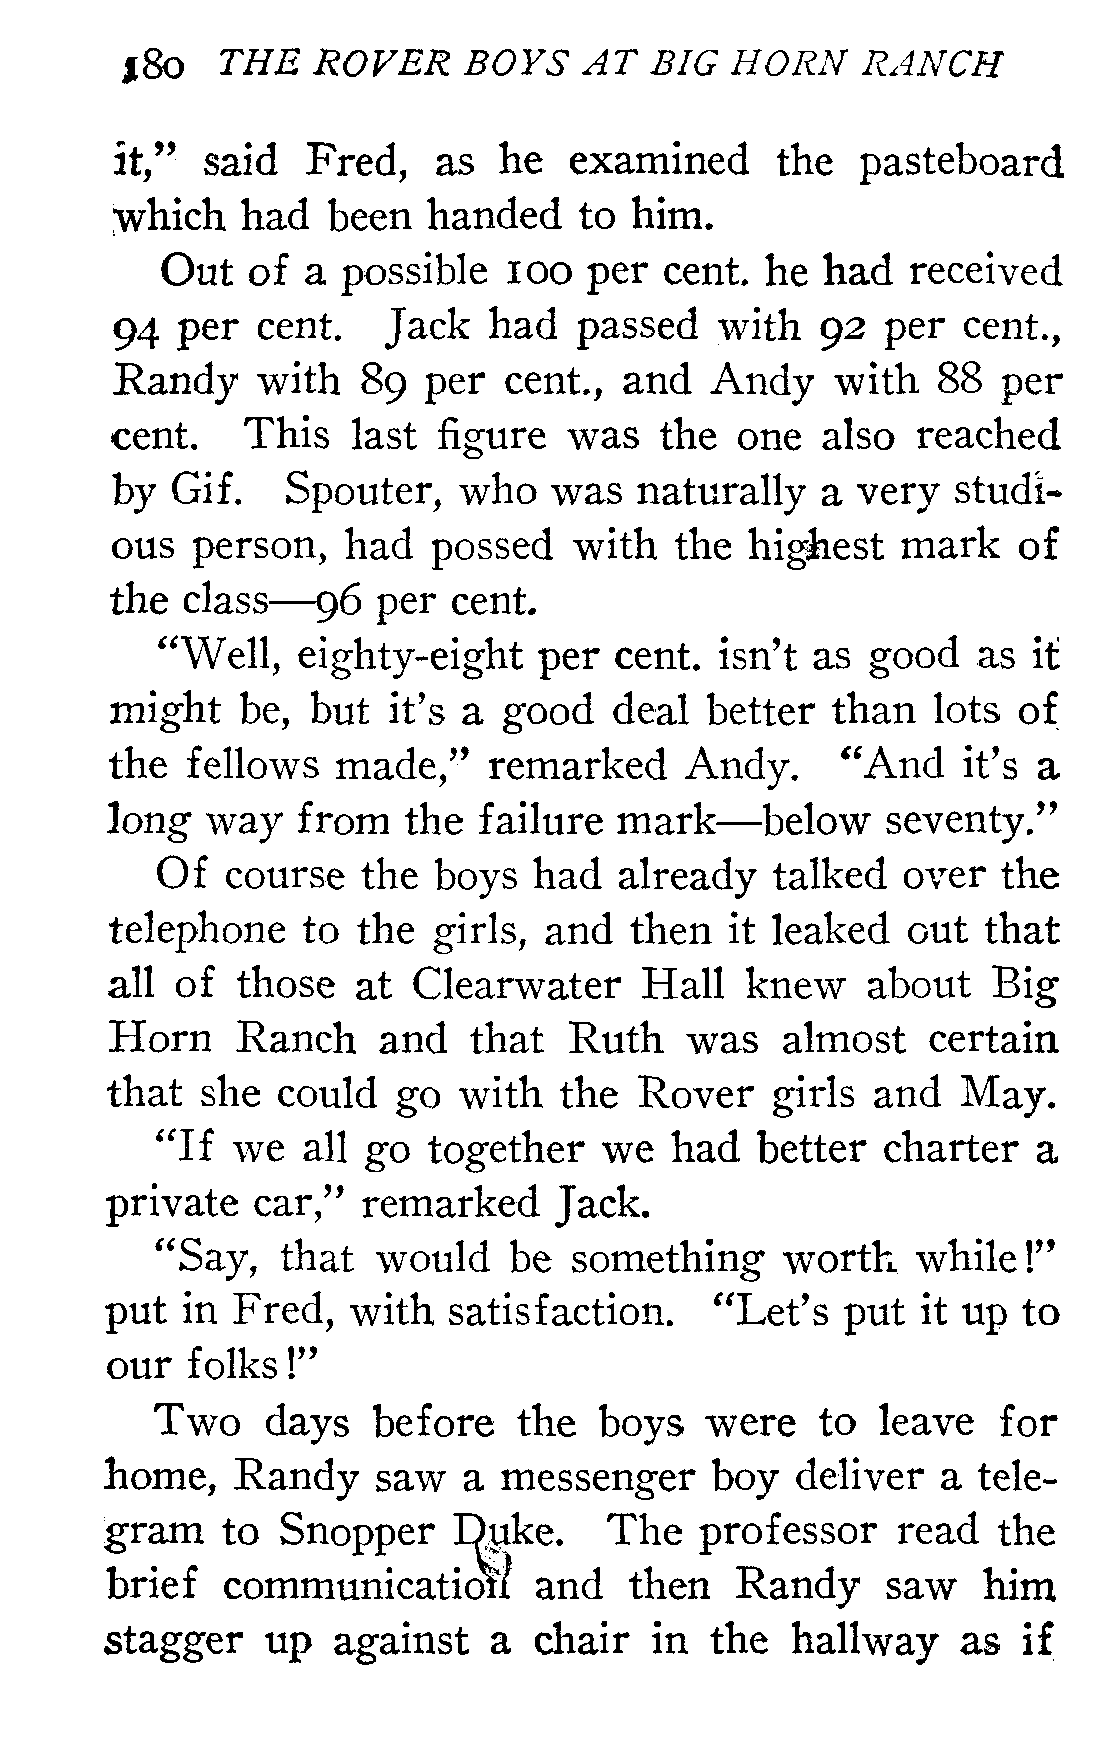 180 THE ROVER BOYS AT BIG HORN RANCH
it,” said Fred, as he examined the pasteboard
which had been handed to him.
Out of a possible 100 per cent. he had received
94 per cent. Jack had passed with 92 per cent.,
Randy with 89 per cent., and Andy with 88 per
cent. This last figure was the one also reached
by Gif. Spouter, who was naturally a very studi-
ous person, had possed with the highest mark of
the class—96 per cent.
“Well, eighty-eight per cent. isn’t as good as it
might be, but it’s a good deal better than lots of
the fellows made,” remarked Andy. “And it’s a
long way from the failure mark—below seventy.”
Of course the boys had already talked over the
telephone to the girls, and then it leaked out that
all of those at Clearwater Hall knew about Big
Horn Ranch and that Ruth was almost certain
that she could go with the Rover girls and May.
“If we all go together we had better charter a
private car,” remarked Jack.
“Say, that would be something worth while!”
put in Fred, with satisfaction. “Let’s put it up to
our folks!”
Two days before the boys were to leave for
home, Randy saw a messenger boy deliver a tele-
gram to Snopper Duke. The professor read the
brief communication and then Randy saw him
stagger up against a chair in the hallway as if